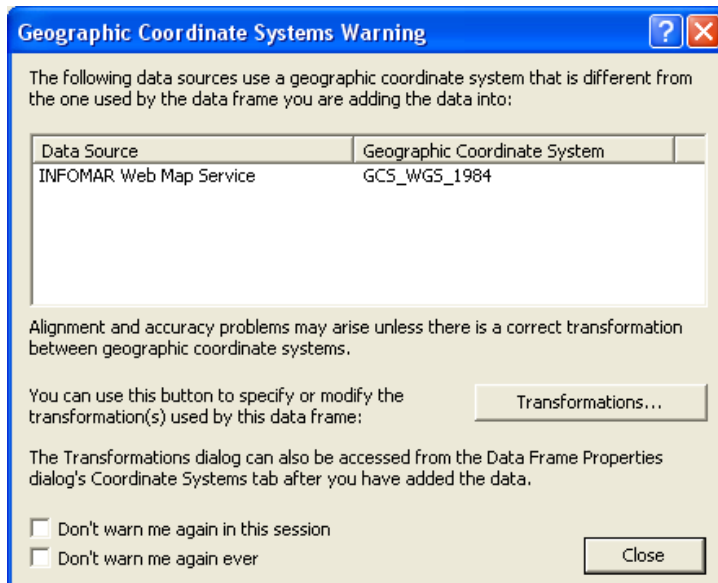 Geographic Coordinate Systems Warning
The following data sources use a geographic coordinate system that is different from
the one used by the data frame you are adding the data into:
Data Source Geographic Coordinate System
INFOMAR Web Map Service GCS_WGS_1984
Alignment and accuracy problems may arise unless there is a correct transformation
between geographic coordinate systems.
You can use this button to specify or modify the
transformation(s) used by this data frame:
Transformations...
The Transformations dialog can also be accessed from the Data Frame Properties
dialog's Coordinate Systems tab after you have added the data.
Don't warn me again in this session
Don't warn me again ever
Close